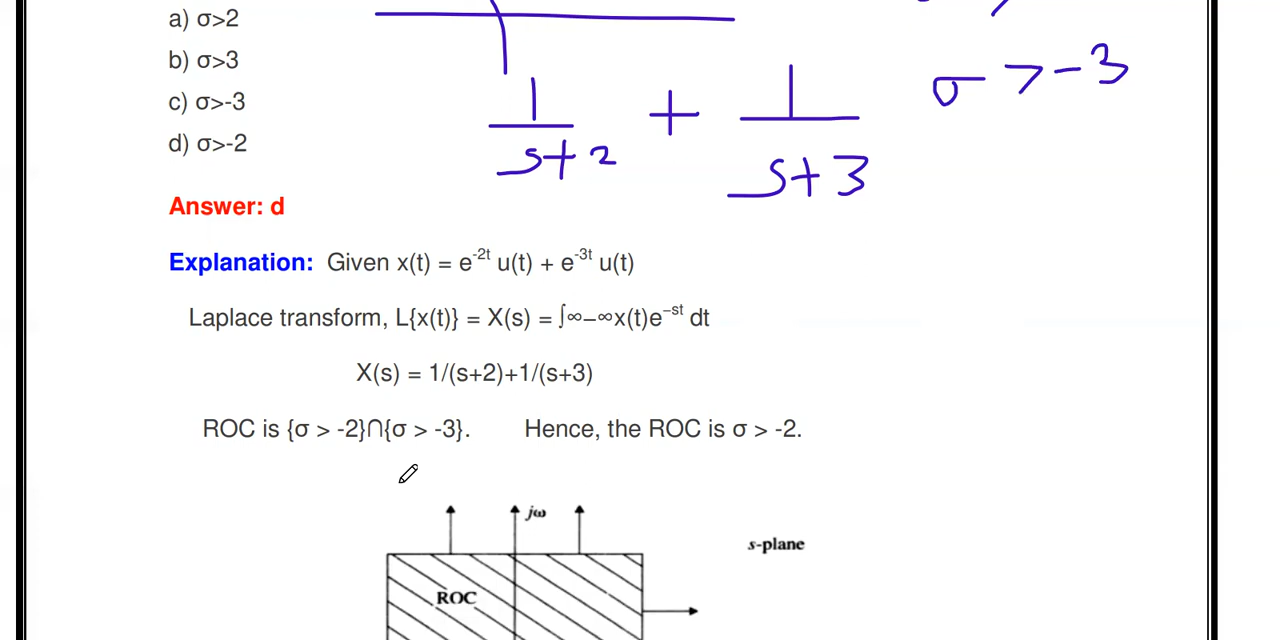 a) σ>2
b) σ>3
c) σ>-3
d) σ>-2
σ > -3
1/(s+2) + 1/(s+3)
Answer: d
Explanation: Given x(t) = e^-2t u(t) + e^-3t u(t)
Laplace transform, L{x(t)} = X(s) = ∫∞−∞x(t)e^−st dt
X(s) = 1/(s+2)+1/(s+3)
ROC is {σ > -2}⋂{σ > -3}. Hence, the ROC is σ > -2.
jω
s-plane
ROC